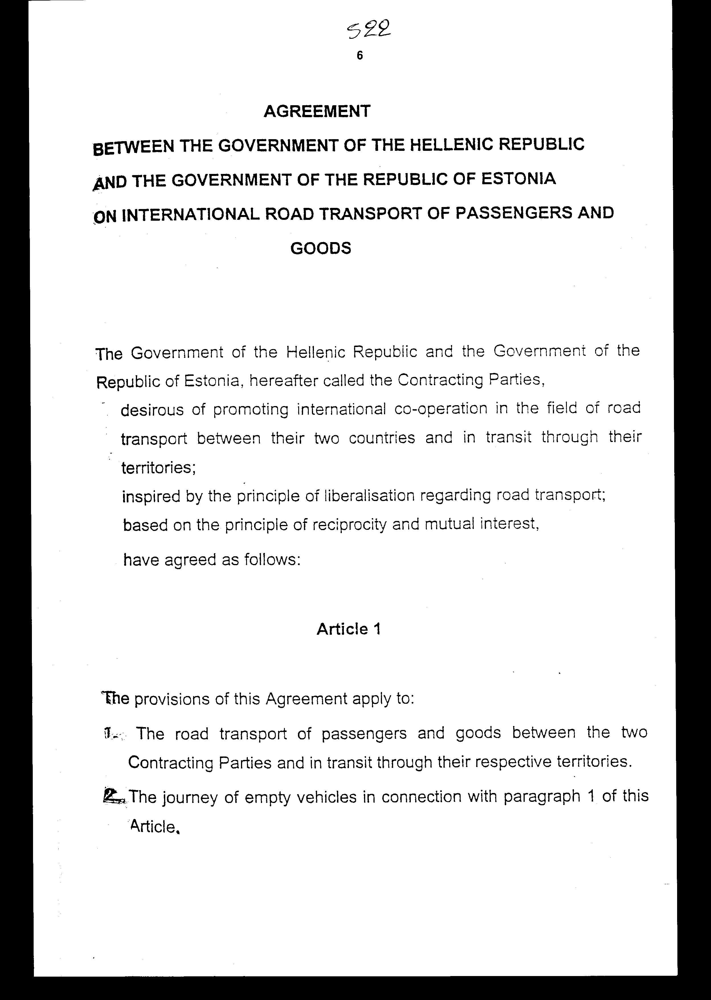 522
6
AGREEMENT
BETWEEN THE GOVERNMENT OF THE HELLENIC REPUBLIC
AND THE GOVERNMENT OF THE REPUBLIC OF ESTONIA
ON INTERNATIONAL ROAD TRANSPORT OF PASSENGERS AND
GOODS
The Government of the Hellenic Republic and the Government of the
Republic of Estonia, hereafter called the Contracting Parties,
desirous of promoting international co-operation in the field of road
transport between their two countries and in transit through their
territories;
inspired by the principle of liberalisation regarding road transport;
based on the principle of reciprocity and mutual interest,
have agreed as follows:
Article 1
The provisions of this Agreement apply to:
1. The road transport of passengers and goods between the two
Contracting Parties and in transit through their respective territories.
2. The journey of empty vehicles in connection with paragraph 1 of this
Article.